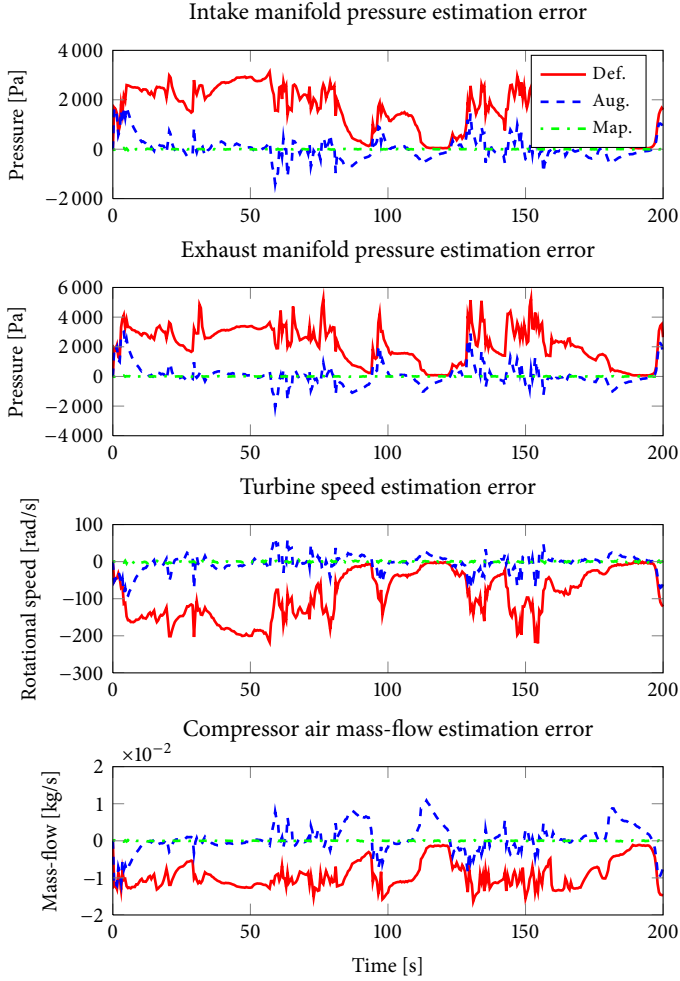 Intake manifold pressure estimation error
4 000
2 000
0
−2 000
Pressure [Pa]
Def.
Aug.
Map.
0 50 100 150 200
Exhaust manifold pressure estimation error
6 000
4 000
2 000
0
−2 000
−4 000
Pressure [Pa]
0 50 100 150 200
Turbine speed estimation error
100
0
−100
−200
−300
Rotational speed [rad/s]
0 50 100 150 200
Compressor air mass-flow estimation error
×10−2
2
1
0
−1
−2
Mass-flow [kg/s]
0 50 100 150 200
Time [s]